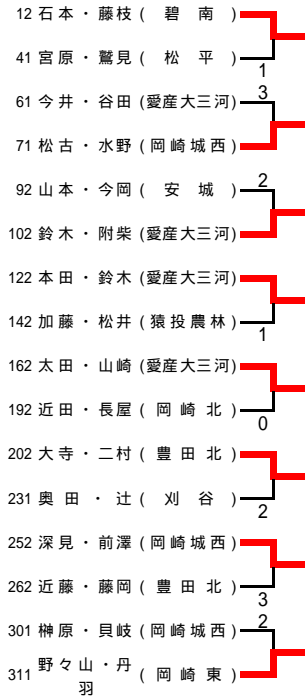 12 石本・藤枝 ( 碧南 )
41 宮原・鷲見 ( 松平 )
1
61 今井・谷田 (愛産大三河)
3
71 松古・水野 (岡崎城西)
92 山本・今岡 ( 安城 )
2
102 鈴木・附柴 (愛産大三河)
122 本田・鈴木 (愛産大三河)
142 加藤・松井 (猿投農林)
1
162 太田・山崎 (愛産大三河)
192 近田・長屋 ( 岡崎北 )
0
202 大寺・二村 ( 豊田北 )
231 奥田・辻 ( 刈谷 )
2
252 深見・前澤 (岡崎城西)
262 近藤・藤岡 ( 豊田北 )
3
301 榊原・貝岐 (岡崎城西)
2
311 野々山・丹羽 ( 岡崎東 )